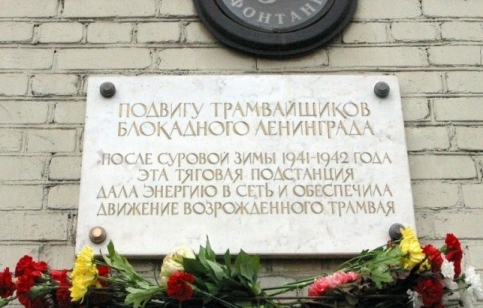 ФОНТАН
ПОДВИГУ ТРАМВАЙЩИКОВ
БЛОКАДНОГО ЛЕНИНГРАДА
ПОСЛЕ СУРОВОЙ ЗИМЫ 1941-1942 ГОДА
ЭТА ТЯГОВАЯ ПОДСТАНЦИЯ
ДАЛА ЭНЕРГИЮ В СЕТЬ И ОБЕСПЕЧИЛА
ДВИЖЕНИЕ ВОЗРОЖДЕННОГО ТРАМВАЯ